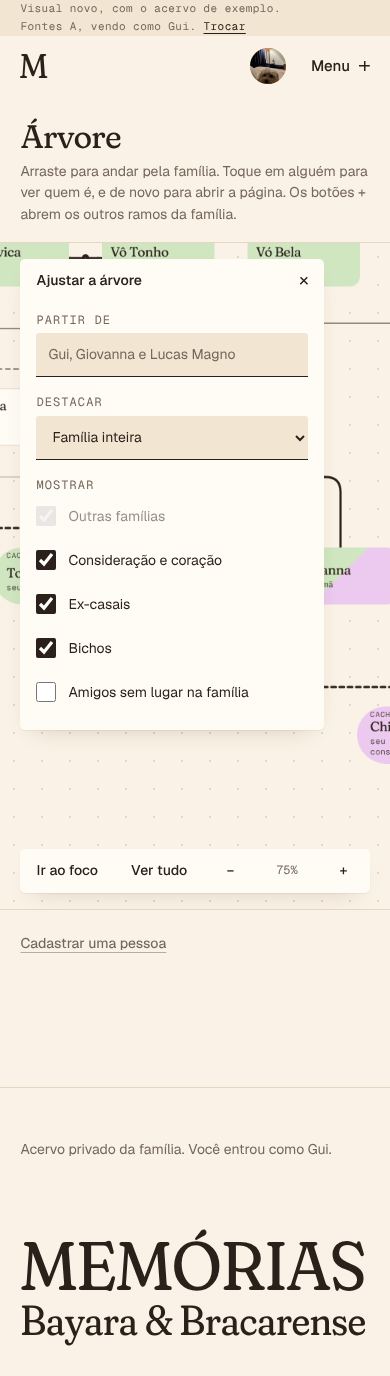 Visual novo, com o acervo de exemplo.
Fontes A, vendo como Gui. Trocar
M
Menu +
Árvore
Arraste para andar pela família. Toque em alguém para
ver quem é, e de novo para abrir a página. Os botões +
abrem os outros ramos da família.
Vô Tonho
Vó Bela
Ajustar a árvore
×
PARTIR DE
Gui, Giovanna e Lucas Magno
DESTACAR
Família inteira
MOSTRAR
Outras famílias
Consideração e coração
Ex-casais
Bichos
Amigos sem lugar na família
seu
Ir ao foco
Ver tudo
−
75%
+
Cadastrar uma pessoa
Acervo privado da família. Você entrou como Gui.
MEMÓRIAS
Bayara & Bracarense